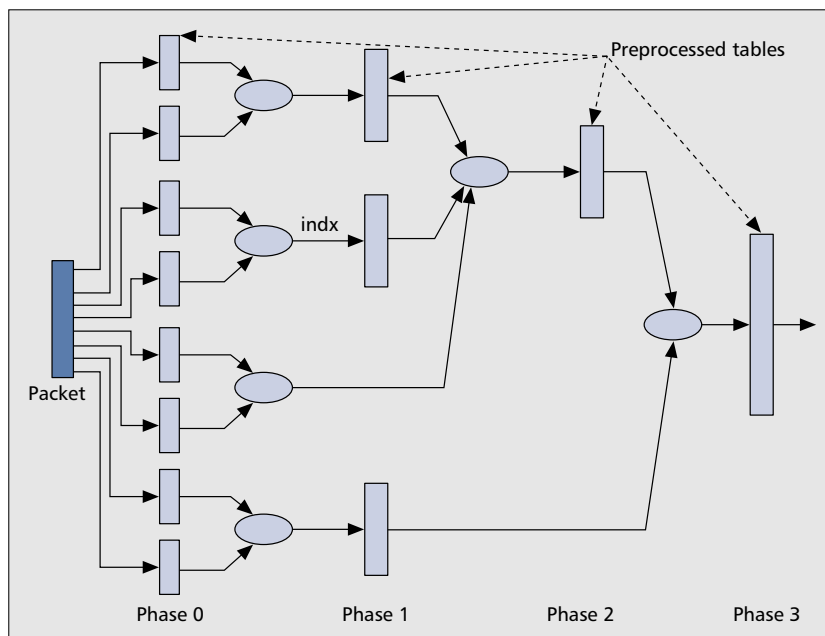 Preprocessed tables
indx
Packet
Phase 0
Phase 1
Phase 2
Phase 3